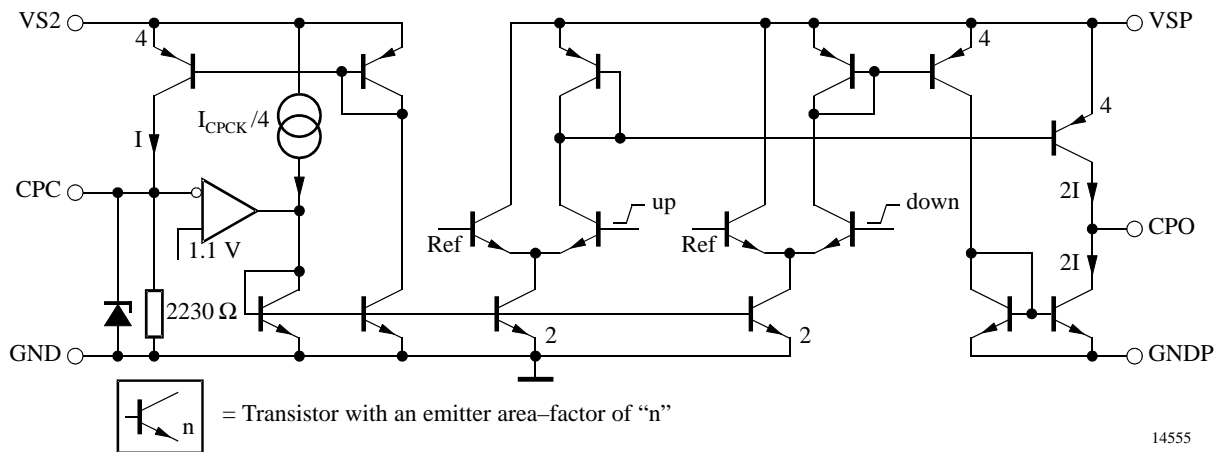 VS2
VSP
4
4
4
I_CPCK /4
I
2I
CPC
up
down
Ref
Ref
CPO
1.1 V
2I
2230 Ω
2
2
GND
GNDP
n
= Transistor with an emitter area–factor of “n”
14555